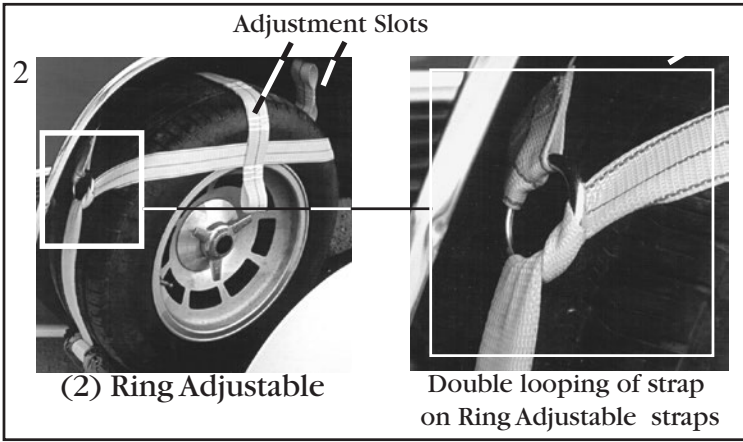 Adjustment Slots
2
(2) Ring Adjustable
Double looping of strap
on Ring Adjustable straps